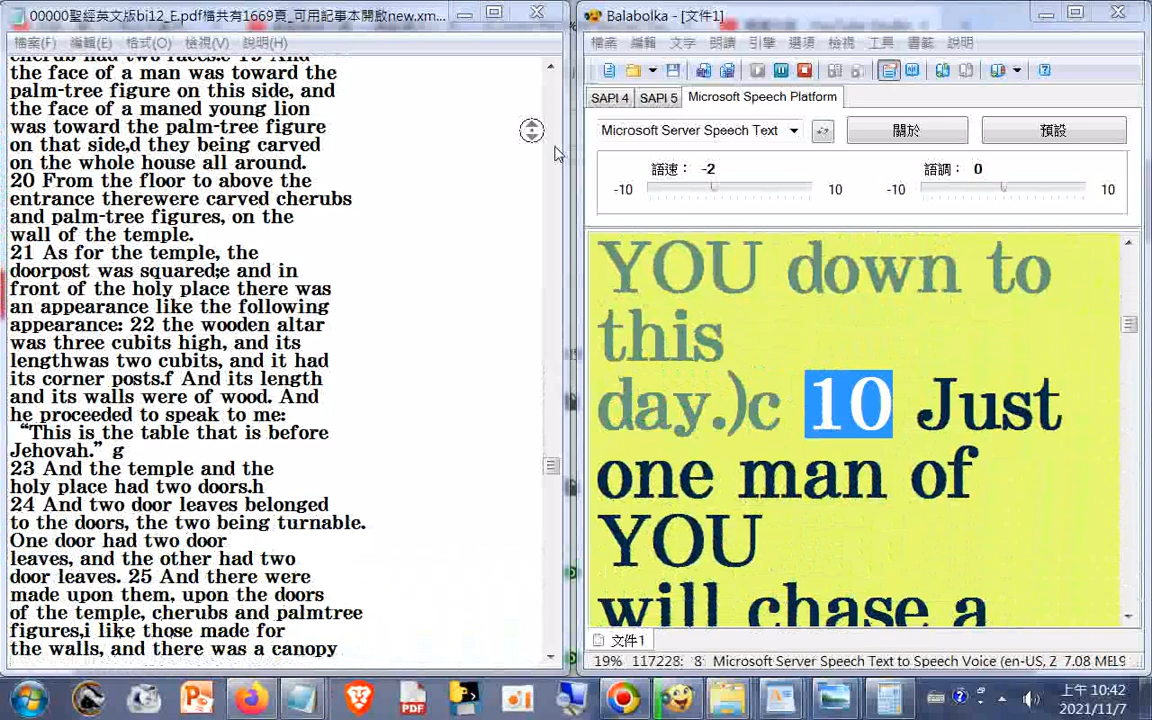 00000聖經英文版bi12_E.pdf檔共有1669頁_可用記事本開啟new.xm...
檔案(F) 編輯(E) 格式(O) 檢視(V) 說明(H)
cherub had two faces.c 19 And
the face of a man was toward the
palm-tree figure on this side, and
the face of a maned young lion
was toward the palm-tree figure
on that side,d they being carved
on the whole house all around.
20 From the floor to above the
entrance therewere carved cherubs
and palm-tree figures, on the
wall of the temple.
21 As for the temple, the
doorpost was squared;e and in
front of the holy place there was
an appearance like the following
appearance: 22 the wooden altar
was three cubits high, and its
lengthwas two cubits, and it had
its corner posts.f And its length
and its walls were of wood. And
he proceeded to speak to me:
“This is the table that is before
Jehovah.” g
23 And the temple and the
holy place had two doors.h
24 And two door leaves belonged
to the doors, the two being turnable.
One door had two door
leaves, and the other had two
door leaves. 25 And there were
made upon them, upon the doors
of the temple, cherubs and palmtree
figures,i like those made for
the walls, and there was a canopy
Balabolka - [文件1]
檔案 編輯 文字 朗讀 引擎 選項 檢視 工具 書籤 說明
SAPI 4 SAPI 5 Microsoft Speech Platform
Microsoft Server Speech Text 關於 預設
語速： -2 語調： 0
-10 10 -10 10
YOU down to
this
day.)c 10 Just
one man of
YOU
will chase a
文件1
19% 117228: 8 Microsoft Server Speech Text to Speech Voice (en-US, Z 7.08 ME
上午 10:42
2021/11/7